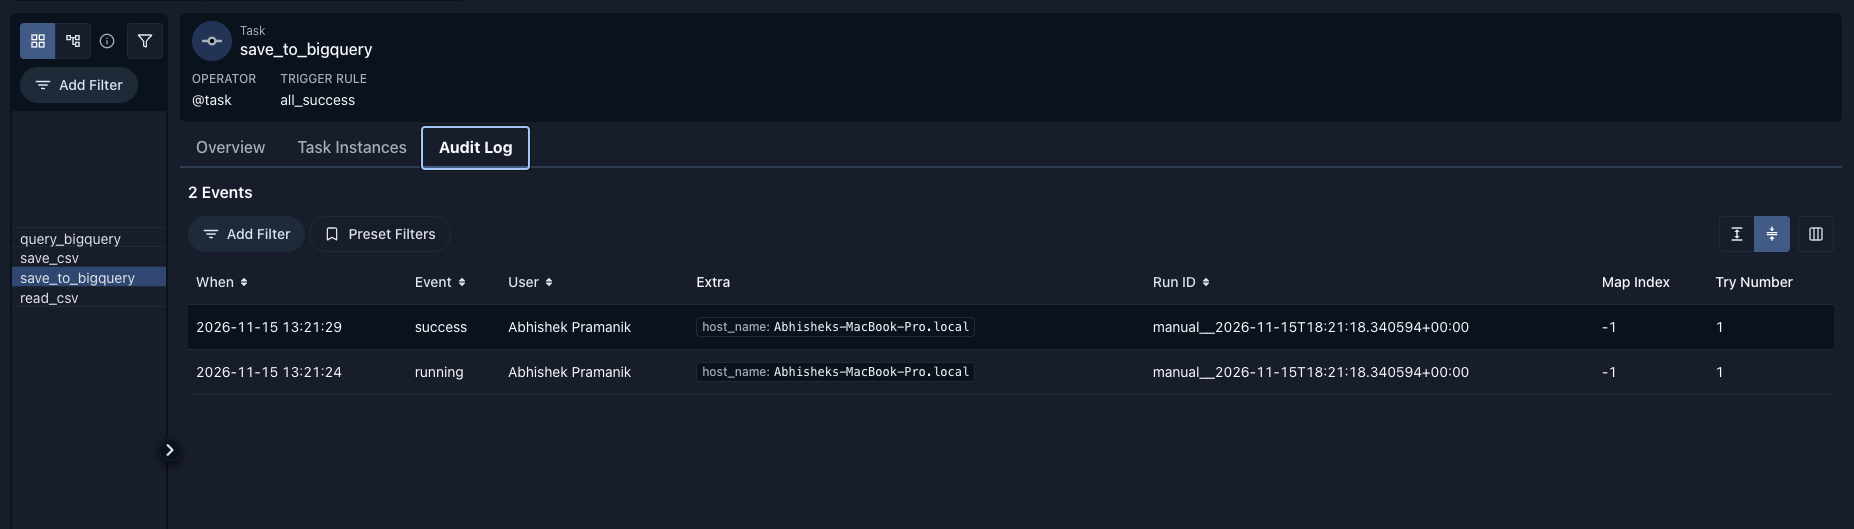 Add Filter
query_bigquery
save_csv
save_to_bigquery
read_csv
Task
save_to_bigquery
OPERATOR TRIGGER RULE
@task all_success
Overview Task Instances Audit Log
2 Events
Add Filter Preset Filters
When Event User Extra Run ID Map Index Try Number
2026-11-15 13:21:29 success Abhishek Pramanik host_name: Abhisheks-MacBook-Pro.local manual__2026-11-15T18:21:18.340594+00:00 -1 1
2026-11-15 13:21:24 running Abhishek Pramanik host_name: Abhisheks-MacBook-Pro.local manual__2026-11-15T18:21:18.340594+00:00 -1 1